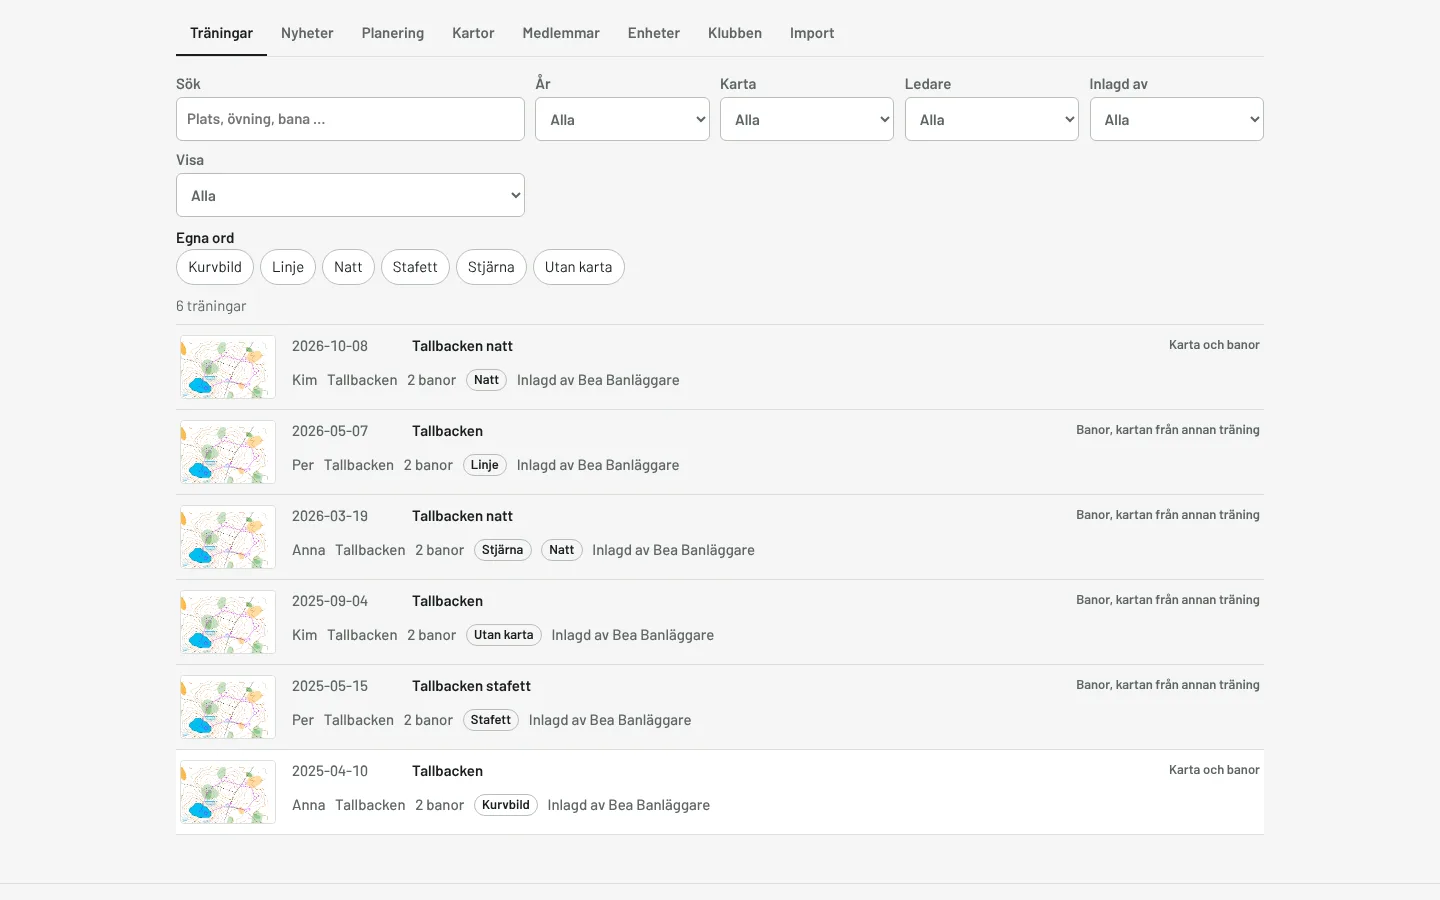 Träningar Nyheter Planering Kartor Medlemmar Enheter Klubben Import
Sök År Karta Ledare Inlagd av
Plats, övning, bana ... Alla Alla Alla Alla
Visa
Alla
Egna ord
Kurvbild Linje Natt Stafett Stjärna Utan karta
6 träningar
2026-10-08 Tallbacken natt Karta och banor
Kim Tallbacken 2 banor Natt Inlagd av Bea Banläggare
2026-05-07 Tallbacken Banor, kartan från annan träning
Per Tallbacken 2 banor Linje Inlagd av Bea Banläggare
2026-03-19 Tallbacken natt Banor, kartan från annan träning
Anna Tallbacken 2 banor Stjärna Natt Inlagd av Bea Banläggare
2025-09-04 Tallbacken Banor, kartan från annan träning
Kim Tallbacken 2 banor Utan karta Inlagd av Bea Banläggare
2025-05-15 Tallbacken stafett Banor, kartan från annan träning
Per Tallbacken 2 banor Stafett Inlagd av Bea Banläggare
2025-04-10 Tallbacken Karta och banor
Anna Tallbacken 2 banor Kurvbild Inlagd av Bea Banläggare